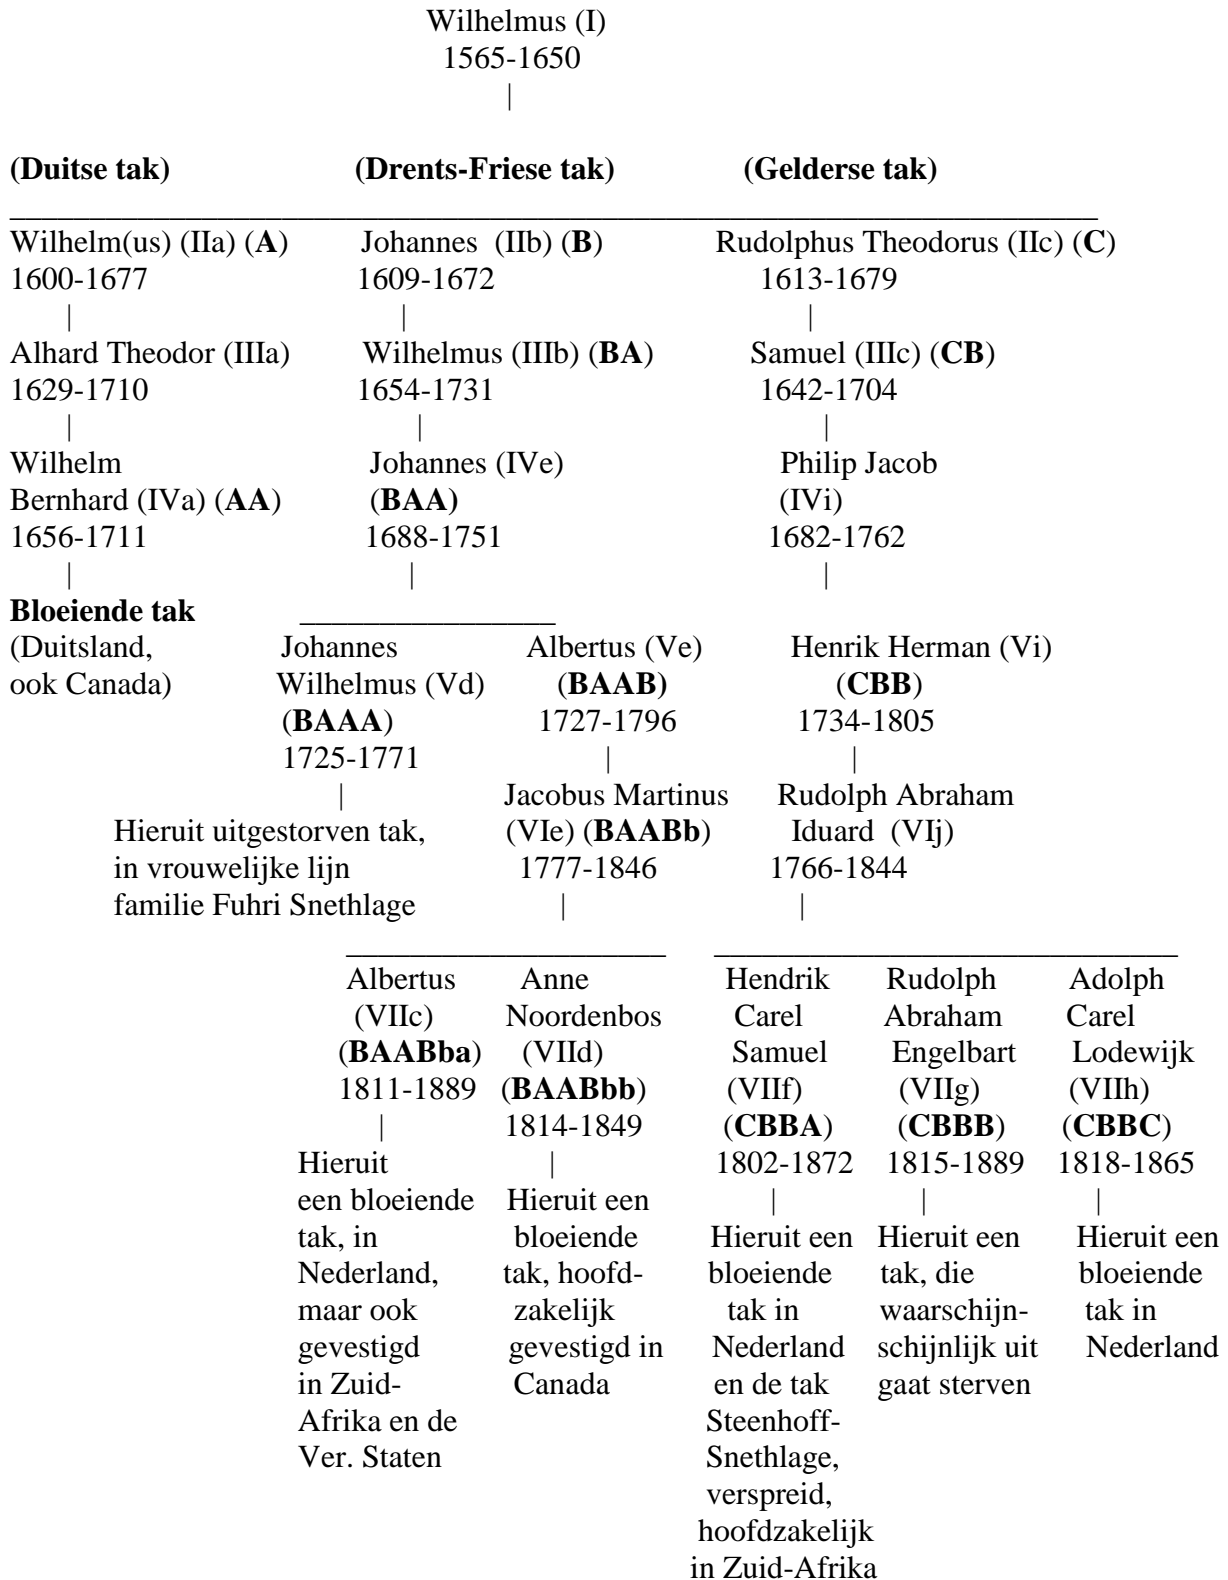 Wilhelmus (I)
1565-1650
|
(Duitse tak) (Drents-Friese tak) (Gelderse tak)
Wilhelm(us) (IIa) (A) Johannes (IIb) (B) Rudolphus Theodorus (IIc) (C)
1600-1677 1609-1672 1613-1679
| | |
Alhard Theodor (IIIa) Wilhelmus (IIIb) (BA) Samuel (IIIc) (CB)
1629-1710 1654-1731 1642-1704
| | |
Wilhelm Johannes (IVe) Philip Jacob
Bernhard (IVa) (AA) (BAA) (IVi)
1656-1711 1688-1751 1682-1762
| | |
Bloeiende tak
(Duitsland, Johannes Albertus (Ve) Henrik Herman (Vi)
ook Canada) Wilhelmus (Vd) (BAAB) (CBB)
(BAAA) 1727-1796 1734-1805
1725-1771 | |
| Jacobus Martinus Rudolph Abraham
Hieruit uitgestorven tak, (VIe) (BAABb) Iduard (VIj)
in vrouwelijke lijn 1777-1846 1766-1844
familie Fuhri Snethlage | |
Albertus Anne Hendrik Rudolph Adolph
(VIIc) Noordenbos Carel Abraham Carel
(BAABba) (VIId) Samuel Engelbart Lodewijk
1811-1889 (BAABbb) (VIIf) (VIIg) (VIIh)
| 1814-1849 (CBBA) (CBBB) (CBBC)
Hieruit | 1802-1872 1815-1889 1818-1865
een bloeiende Hieruit een | | |
tak, in bloeiende Hieruit een Hieruit een Hieruit een
Nederland, tak, hoofd- bloeiende tak, die bloeiende
maar ook zakelijk tak in waarschijn- tak in
gevestigd gevestigd in Nederland schijnlijk uit Nederland
in Zuid- Canada en de tak gaat sterven
Afrika en de Steenhoff-
Ver. Staten Snethlage,
verspreid,
hoofdzakelijk
in Zuid-Afrika